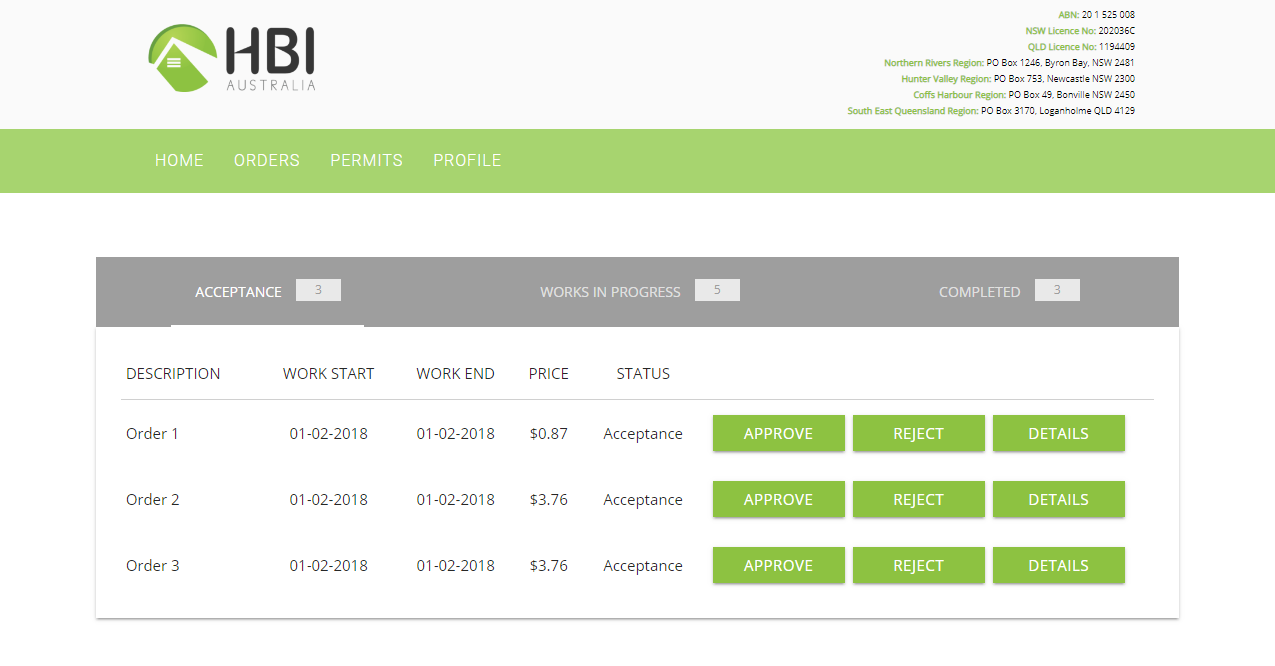 HBI
AUSTRALIA
ABN: 20 1 525 008
NSW Licence No: 202036C
QLD Licence No: 1194409
Northern Rivers Region: PO Box 1246, Byron Bay, NSW 2481
Hunter Valley Region: PO Box 753, Newcastle NSW 2300
Coffs Harbour Region: PO Box 49, Bonville NSW 2450
South East Queensland Region: PO Box 3170, Loganholme QLD 4129
HOME ORDERS PERMITS PROFILE
ACCEPTANCE 3 WORKS IN PROGRESS 5 COMPLETED 3
DESCRIPTION WORK START WORK END PRICE STATUS
Order 1 01-02-2018 01-02-2018 $0.87 Acceptance APPROVE REJECT DETAILS
Order 2 01-02-2018 01-02-2018 $3.76 Acceptance APPROVE REJECT DETAILS
Order 3 01-02-2018 01-02-2018 $3.76 Acceptance APPROVE REJECT DETAILS